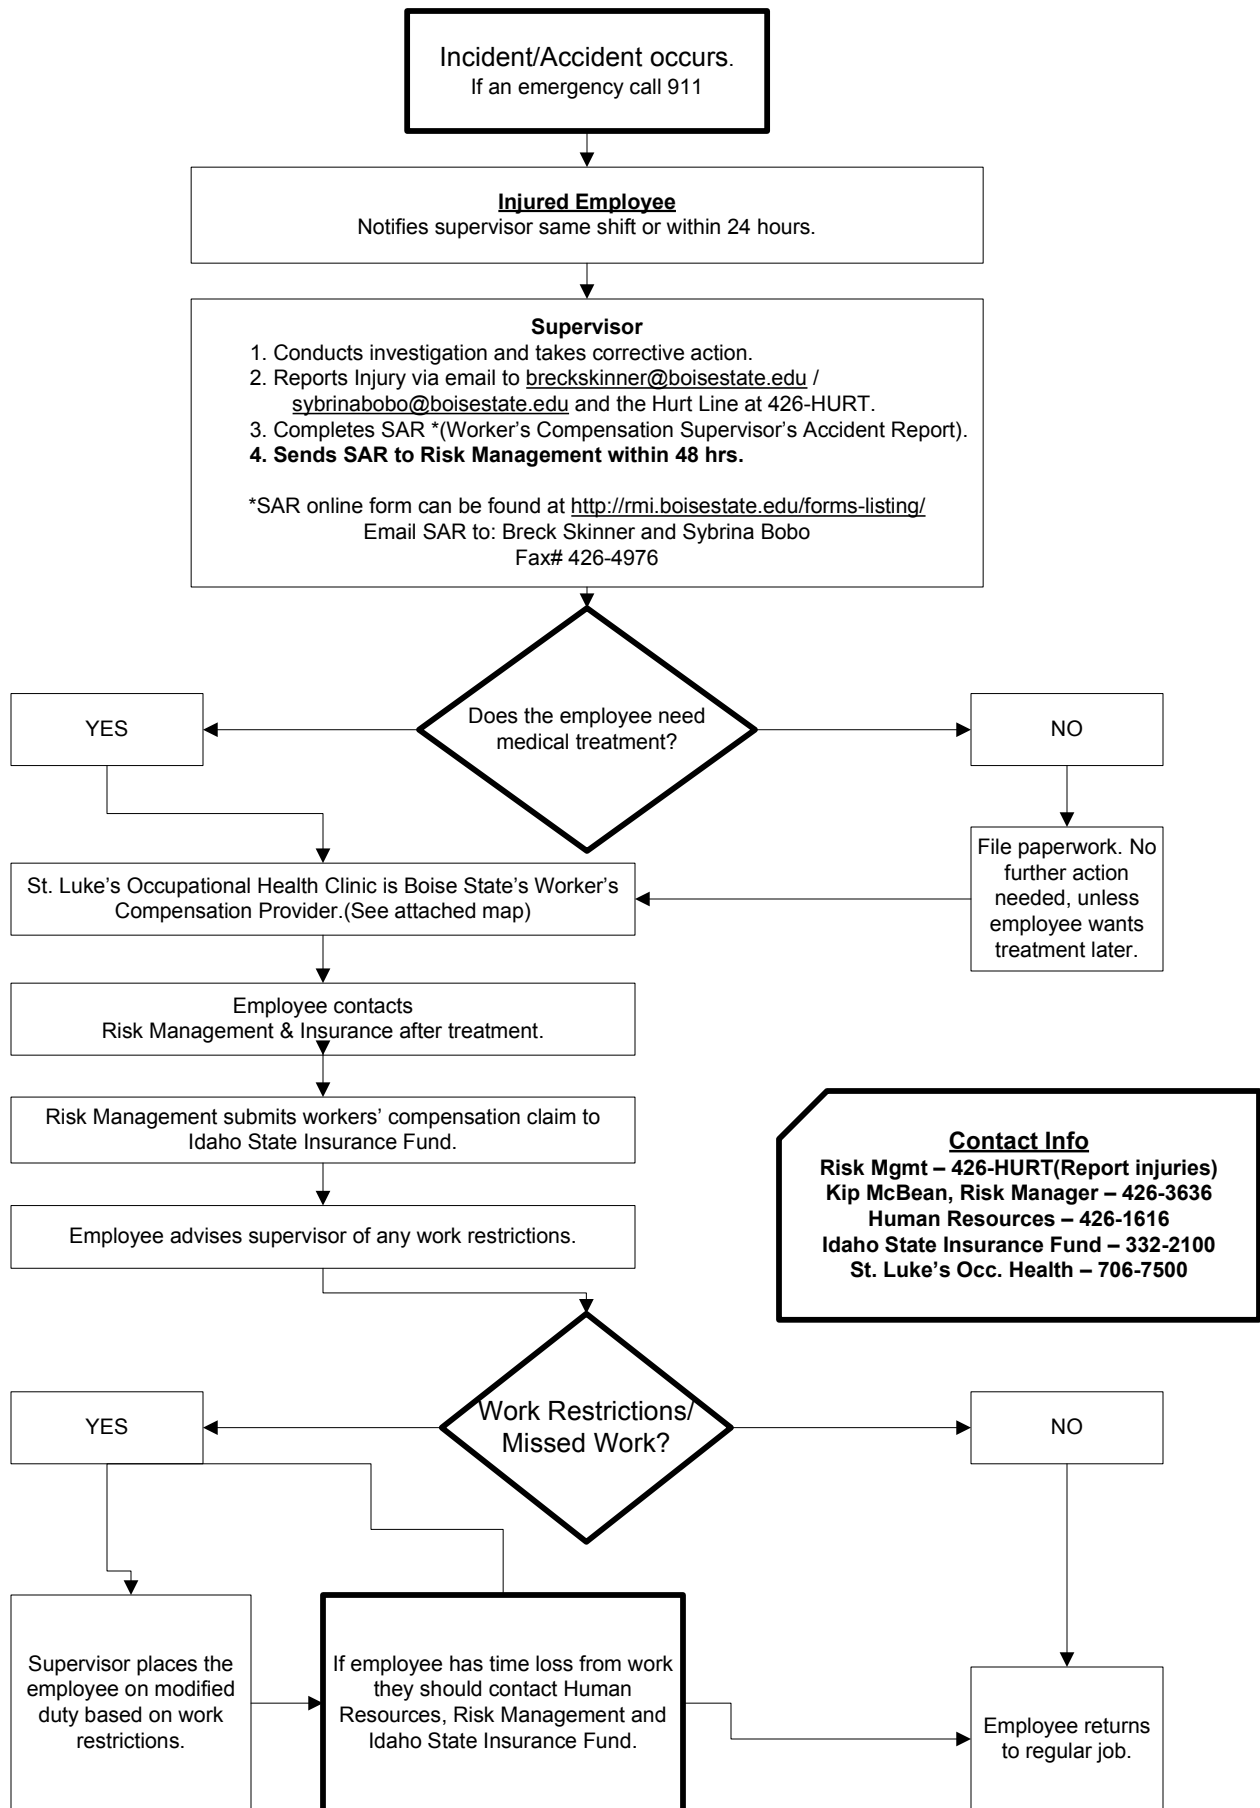 Incident/Accident occurs.
If an emergency call 911
Injured Employee
Notifies supervisor same shift or within 24 hours.
Supervisor
1. Conducts investigation and takes corrective action.
2. Reports Injury via email to breckskinner@boisestate.edu /
sybrinabobo@boisestate.edu and the Hurt Line at 426-HURT.
3. Completes SAR *(Worker's Compensation Supervisor's Accident Report).
4. Sends SAR to Risk Management within 48 hrs.
*SAR online form can be found at http://rmi.boisestate.edu/forms-listing/
Email SAR to: Breck Skinner and Sybrina Bobo
Fax# 426-4976
Does the employee need
medical treatment?
YES
NO
File paperwork. No
further action
needed, unless
employee wants
treatment later.
St. Luke's Occupational Health Clinic is Boise State's Worker's
Compensation Provider.(See attached map)
Employee contacts
Risk Management & Insurance after treatment.
Risk Management submits workers' compensation claim to
Idaho State Insurance Fund.
Employee advises supervisor of any work restrictions.
Contact Info
Risk Mgmt – 426-HURT(Report injuries)
Kip McBean, Risk Manager – 426-3636
Human Resources – 426-1616
Idaho State Insurance Fund – 332-2100
St. Luke's Occ. Health – 706-7500
Work Restrictions/
Missed Work?
YES
NO
Supervisor places the
employee on modified
duty based on work
restrictions.
If employee has time loss from work
they should contact Human
Resources, Risk Management and
Idaho State Insurance Fund.
Employee returns
to regular job.